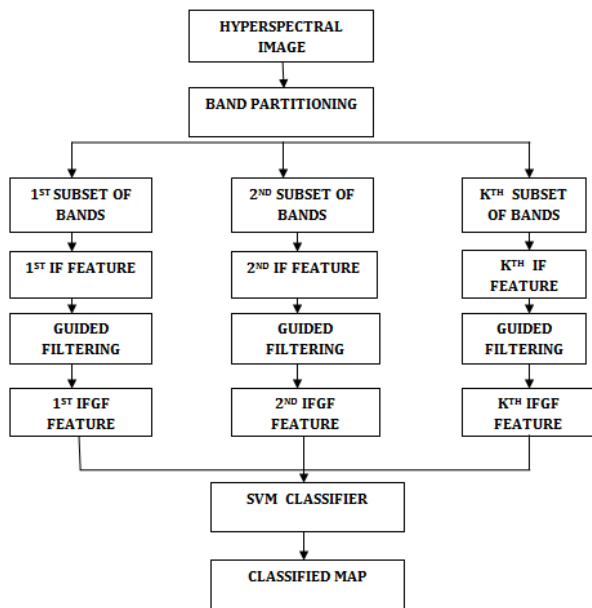 HYPERSPECTRAL
IMAGE
BAND PARTITIONING
1ST SUBSET OF
BANDS
2ND SUBSET OF
BANDS
KTH SUBSET
OF BANDS
1ST IF FEATURE
2ND IF FEATURE
KTH IF
FEATURE
GUIDED
FILTERING
GUIDED
FILTERING
GUIDED
FILTERING
1ST IFGF
FEATURE
2ND IFGF
FEATURE
KTH IFGF
FEATURE
SVM CLASSIFIER
CLASSIFIED MAP